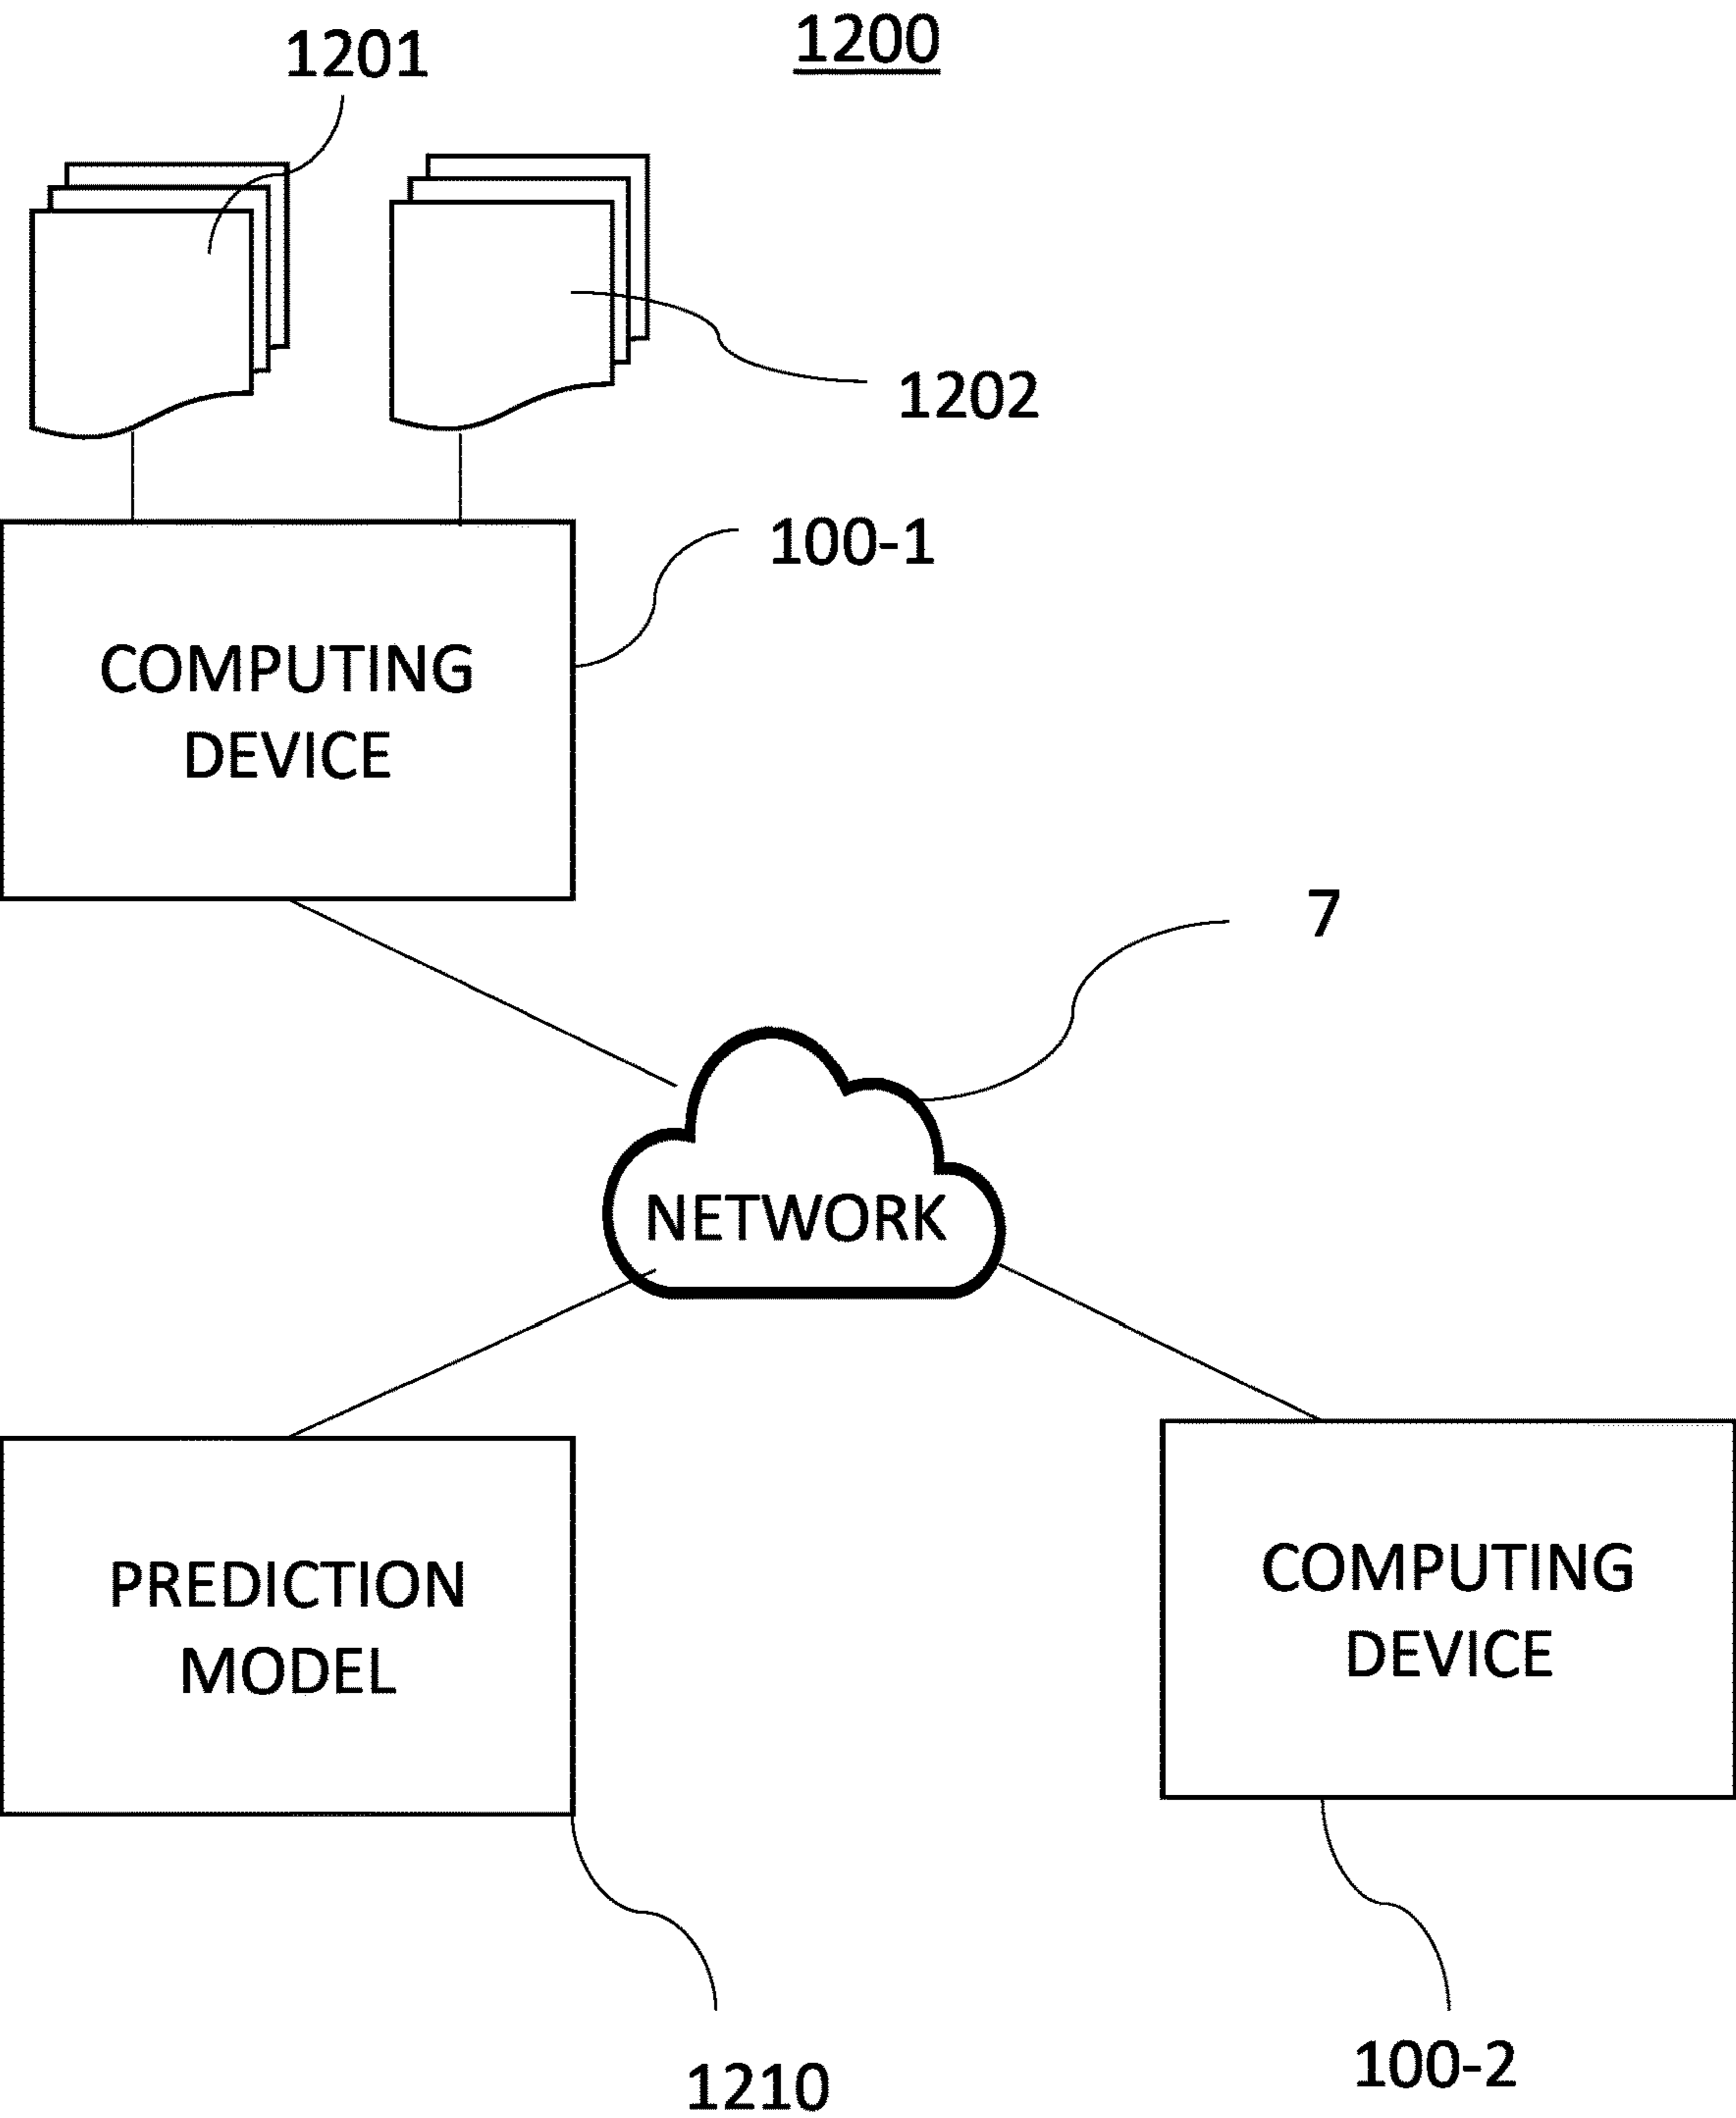 1200
1201
1202
100-1
COMPUTING
DEVICE
7
NETWORK
PREDICTION
MODEL
COMPUTING
DEVICE
1210
100-2